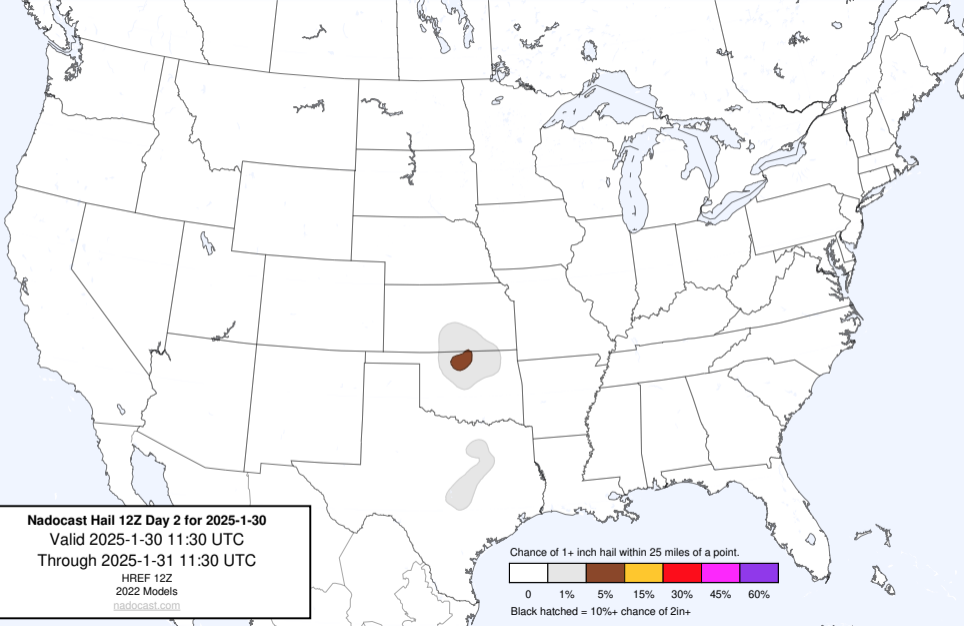 Nadocast Hail 12Z Day 2 for 2025-1-30
Valid 2025-1-30 11:30 UTC
Through 2025-1-31 11:30 UTC
HREF 12Z
2022 Models
nadocast.com
Chance of 1+ inch hail within 25 miles of a point.
0 1% 5% 15% 30% 45% 60%
Black hatched = 10%+ chance of 2in+